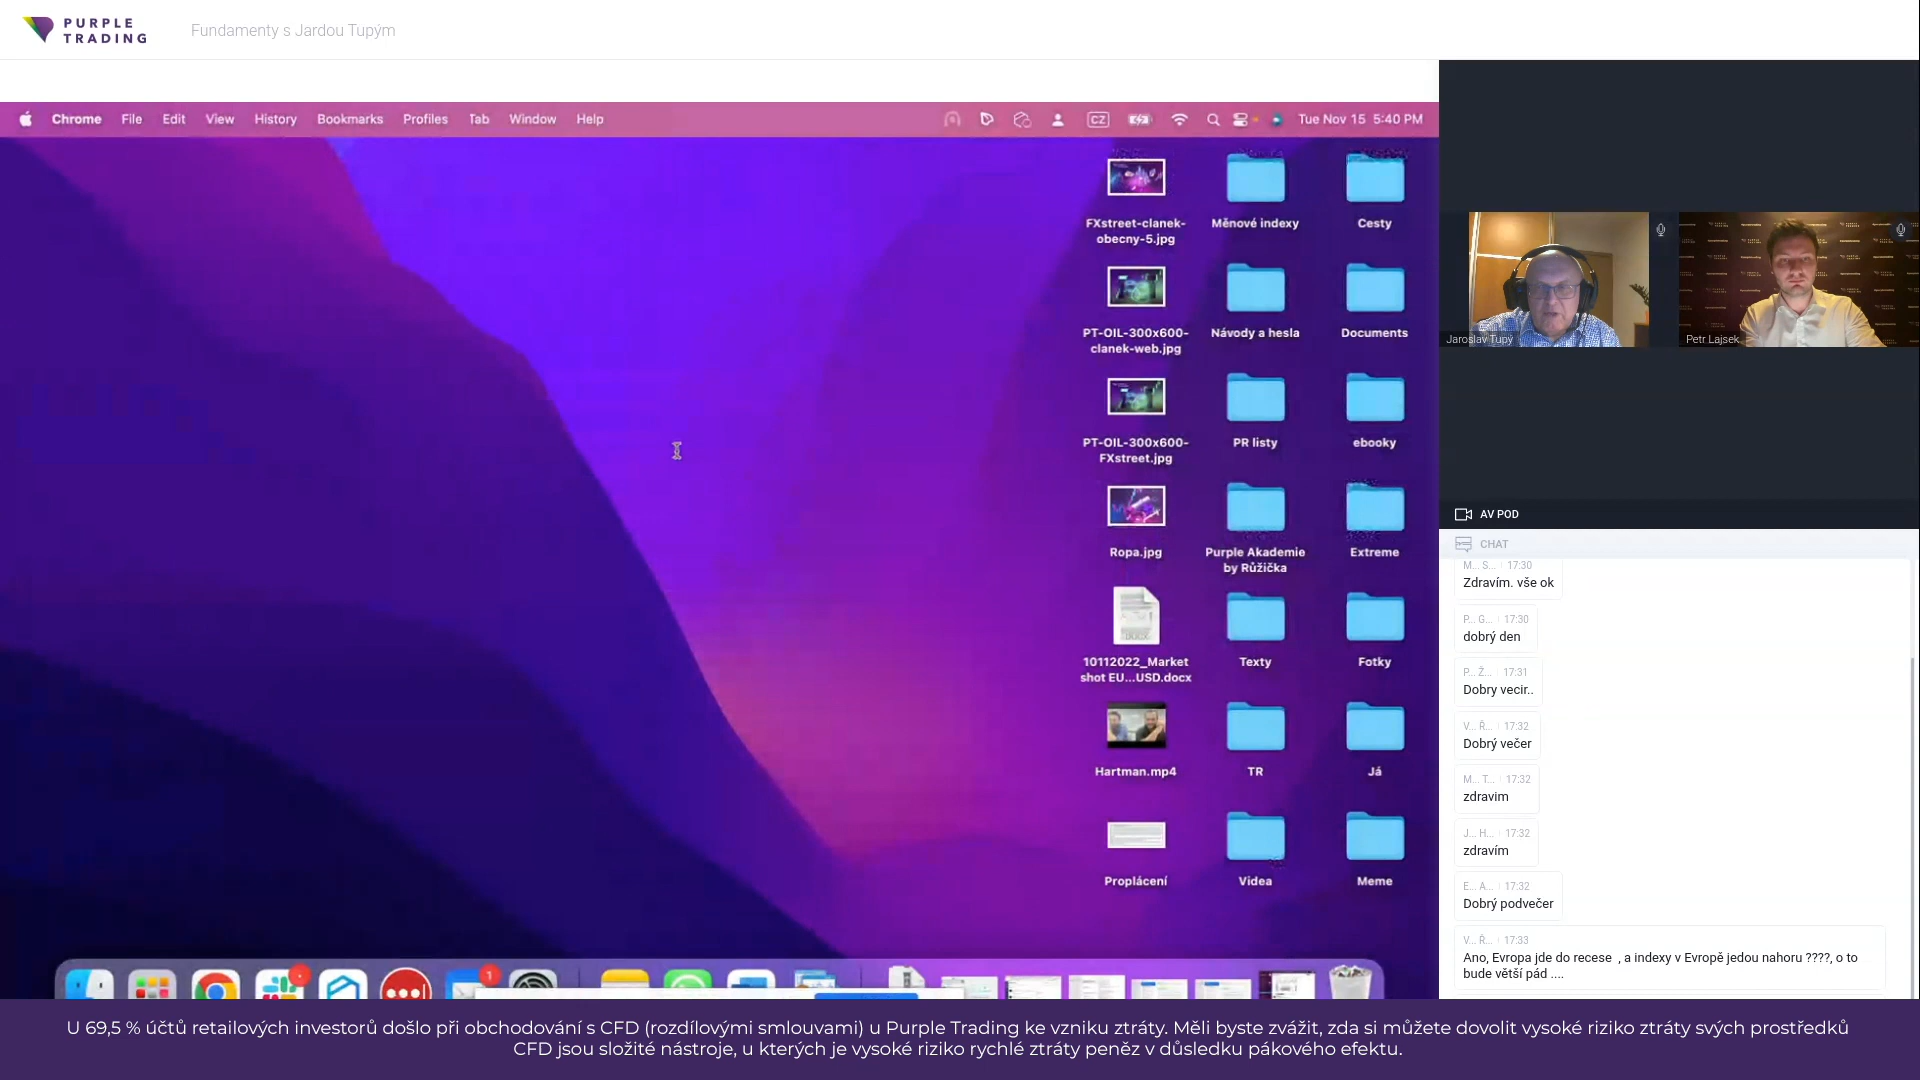 PURPLE
TRADING
Fundamenty s Jardou Tupým
Chrome File Edit View History Bookmarks Profiles Tab Window Help
CZ
Tue Nov 15 5:40 PM
FXstreet-clanek-
obecny-5.jpg
Měnové indexy
Cesty
PT-OIL-300x600-
clanek-web.jpg
Návody a hesla
Documents
PT-OIL-300x600-
FXstreet.jpg
PR listy
ebooky
Ropa.jpg
Purple Akademie
by Růžička
Extreme
DOCX
10112022_Market
shot EU...USD.docx
Texty
Fotky
Hartman.mp4
TR
Já
Proplácení
Videa
Meme
1
Jaroslav Tupý
Petr Lajsek
AV POD
CHAT
M... S... 17:30
Zdravím. vše ok
P... G... 17:30
dobrý den
P... Ž... 17:31
Dobry vecir..
V... Ř... 17:32
Dobrý večer
M... T... 17:32
zdravim
J... H... 17:32
zdravím
E... A... 17:32
Dobrý podvečer
V... Ř... 17:33
Ano, Evropa jde do recese , a indexy v Evropě jedou nahoru ????, o to
bude větší pád ....
U 69,5 % účtů retailových investorů došlo při obchodování s CFD (rozdílovými smlouvami) u Purple Trading ke vzniku ztráty. Měli byste zvážit, zda si můžete dovolit vysoké riziko ztráty svých prostředků
CFD jsou složité nástroje, u kterých je vysoké riziko rychlé ztráty peněz v důsledku pákového efektu.